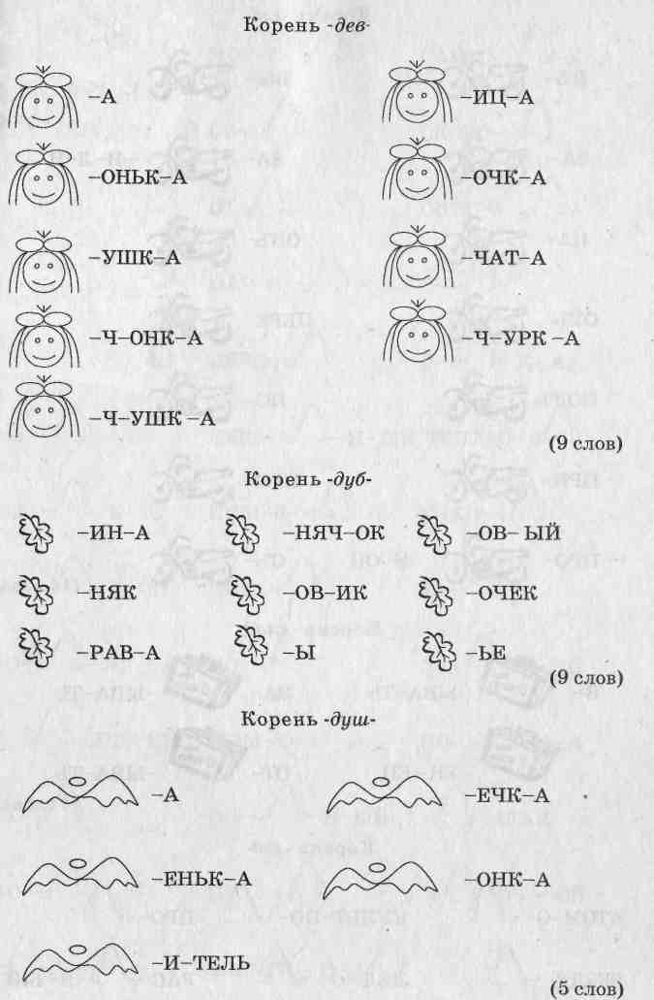 Корень -дев-
–А –ИЦ–А
–ОНЬК–А –ОЧК–А
–УШК–А –ЧАТ–А
–Ч–ОНК–А –Ч–УРК –А
–Ч–УШК –А
(9 слов)
Корень -дуб-
–ИН–А –НЯЧ–ОК –ОВ– ЫЙ
–НЯК –ОВ–ИК –ОЧЕК
–РАВ–А –Ы –ЬЕ
(9 слов)
Корень -душ-
–А –ЕЧК–А
–ЕНЬК–А –ОНК–А
–И–ТЕЛЬ
(5 слов)